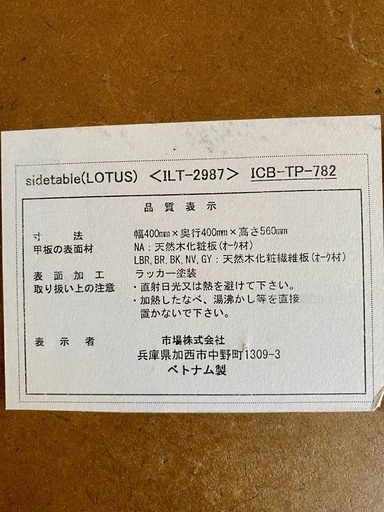 sidetable(LOTUS) <ILT-2987> ICB-TP-782
品 質 表 示
寸 法 幅400mm×奥行400mm×高さ560mm
甲板の表面材 NA：天然木化粧板(ｵｰｸ材)
LBR,BR,BK,NV,GY：天然木化粧繊維板(ｵｰｸ材)
表 面 加 工 ラッカー塗装
取り扱い上の注意 ・直射日光又は熱を避けて下さい。
・加熱したなべ、湯沸かし等を直接
置かないで下さい。
表 示 者 市場株式会社
兵庫県加西市中野町1309-3
ベトナム製